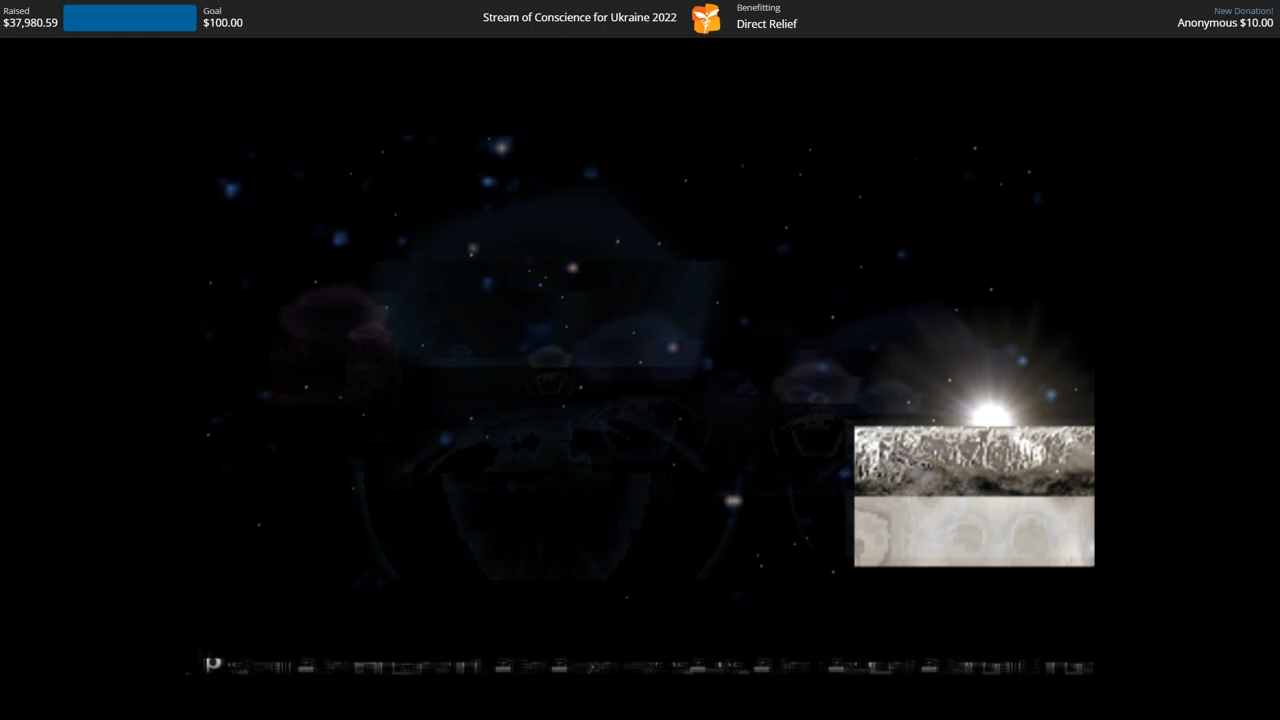 Raised
$37,980.59
Goal
$100.00
Stream of Conscience for Ukraine 2022
Benefitting
Direct Relief
New Donation!
Anonymous $10.00
p